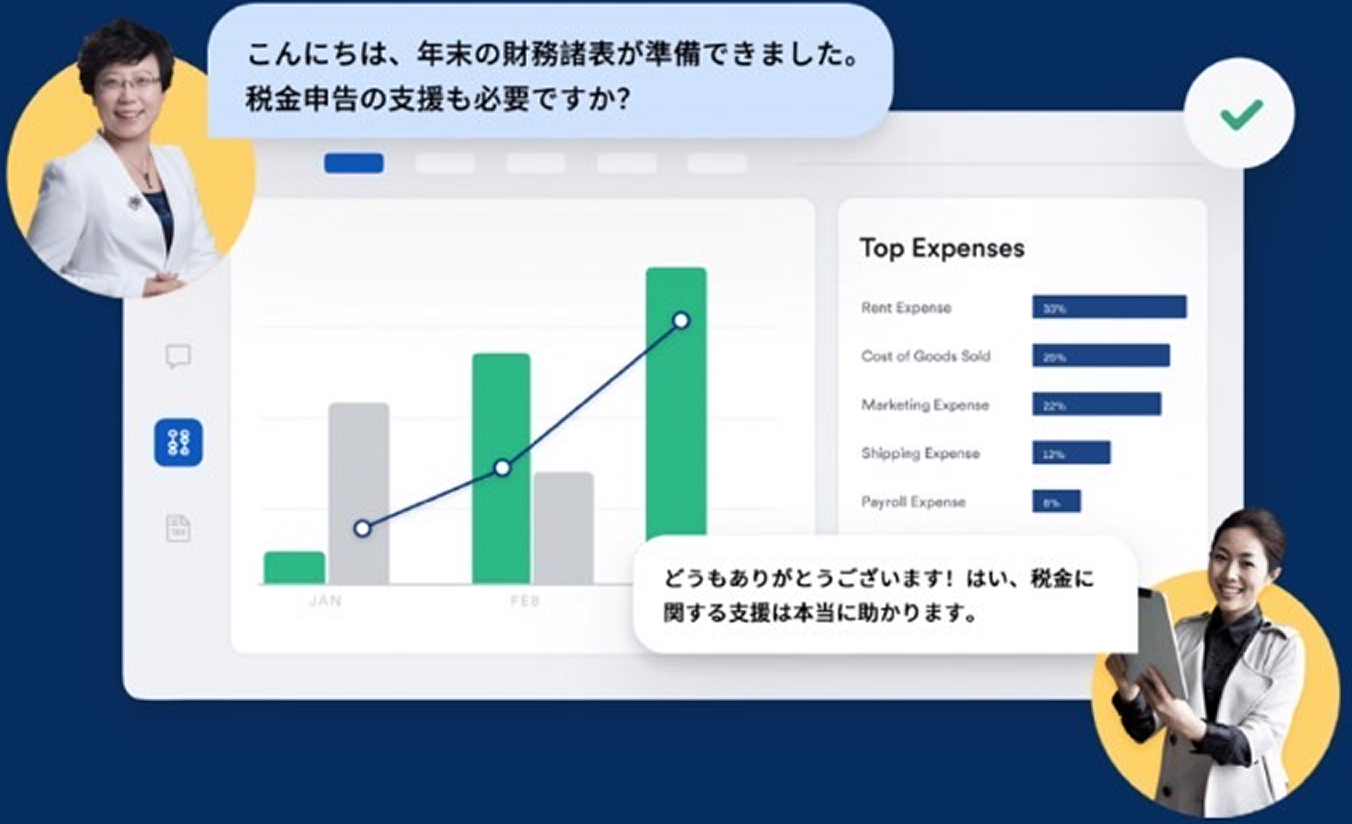 こんにちは、年末の財務諸表が準備できました。
税金申告の支援も必要ですか?
Top Expenses
Rent Expense
Cost of Goods Sold
26%
Marketing Expense
22%
Shipping Expense
12%
Payroll Expense
8%
JAN
FEB
TAX
どうもありがとうございます！はい、税金に
関する支援は本当に助かります。